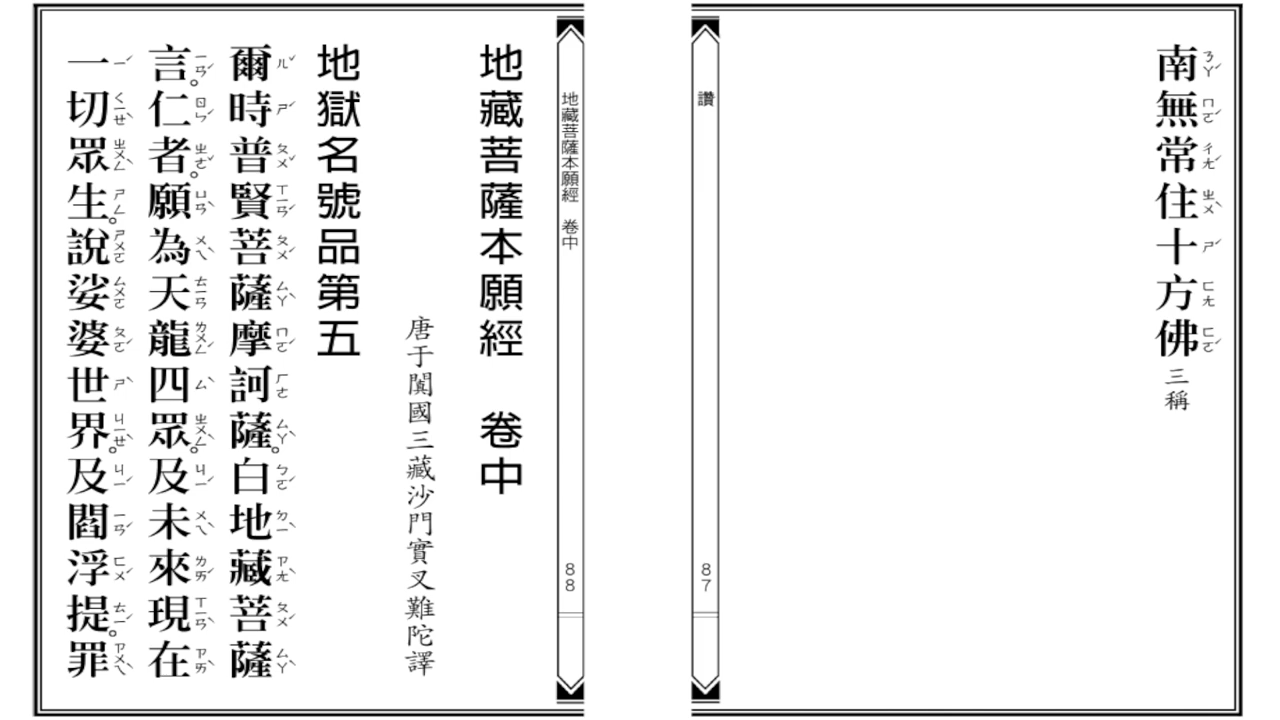 南無常住十方佛三稱
讚
87
地藏菩薩本願經 卷中
88
地藏菩薩本願經 卷中
唐于闐國三藏沙門實叉難陀譯
地獄名號品第五
爾時普賢菩薩摩訶薩。白地藏菩薩
言。仁者。願為天龍四眾。及未來現在
一切眾生。說娑婆世界。及閻浮提。罪